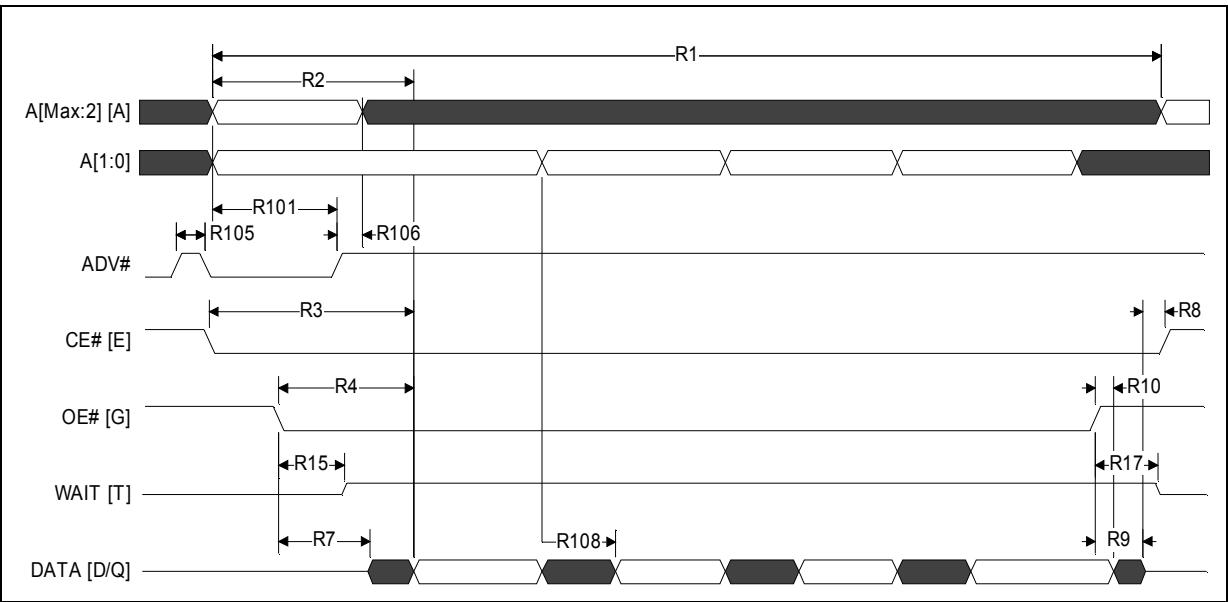 R1
R2
A[Max:2] [A]
A[1:0]
R101
R105
R106
ADV#
R3
R8
CE# [E]
R4
R10
OE# [G]
R15
R17
WAIT [T]
R7
R108
R9
DATA [D/Q]